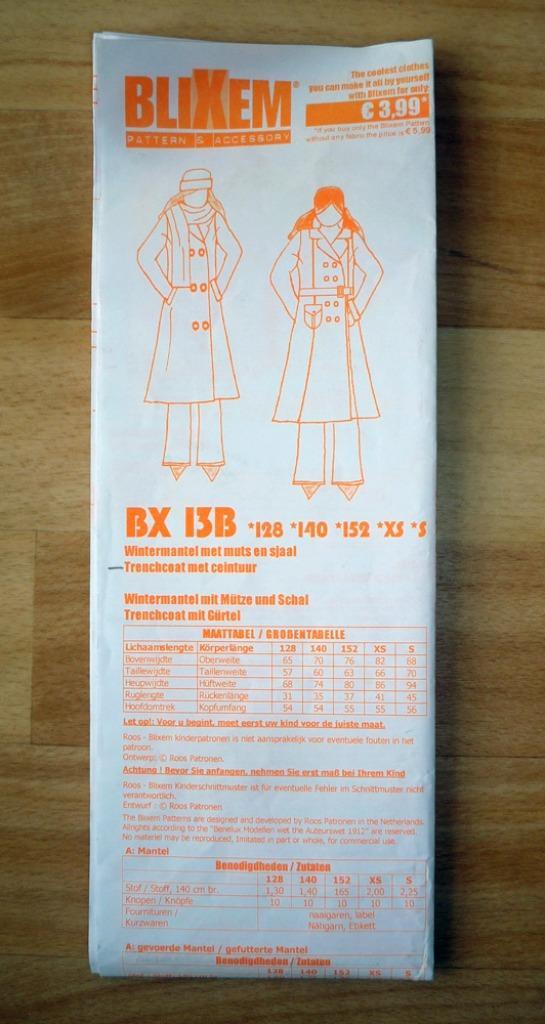 BLIXEM®
PATTERN & ACCESSORY
The coolest clothes
you can make it all by yourself
with Blixem for only:
€ 3,99*
*If you buy only the Blixem Pattern
without any fabric the price is € 5,99
BX 13B *128 *140 *152 *XS *S
Wintermantel met muts en sjaal
Trenchcoat met ceintuur
Wintermantel mit Mütze und Schal
Trenchcoat mit Gürtel
MAATTABEL / GROßENTABELLE
Lichaamslengte Körperlänge 128 140 152 XS S
Bovenwijdte Oberweite 65 70 76 82 88
Taillewijdte Taillenweite 57 60 63 66 70
Heupwijdte Hüftweite 68 74 80 86 94
Ruglengte Rückenlänge 31 35 37 41 45
Hoofdomtrek Kopfumfang 54 54 55 55 56
Let op!: Voor u begint, meet eerst uw kind voor de juiste maat.
Roos - Blixem kinderpatronen is niet aansprakelijk voor eventuele fouten in het
patroon.
Ontwerp: © Roos Patronen.
Achtung ! Bevor Sie anfangen, nehmen Sie erst maß bei Ihrem Kind
Roos - Blixem Kinderschnittmuster ist für eventuelle Fehler im Schnittmuster nicht
verantwortlich.
Entwurf : © Roos Patronen
The Blixem Patterns are designed and developed by Roos Patronen in the Netherlands.
Allrights according to the "Benelux Modellen wet the Auteurswet 1912" are reserved.
No materiel may be reproduced, imitated in part or whole, for commercial use.
A: Mantel
Benodigdheden / Zutaten
128 140 152 XS S
Stof / Stoff, 140 cm br. 1,30 1,40 165 2,00 2,25
Knopen / Knöpfe 10 10 10 10 10
Fournituren / naaigaren, label
Kurzwaren Nähgarn, Etikett
A: gevoerde Mantel / gefutterte Mantel
Benodigdheden / Zutaten
128 140 152 XS S